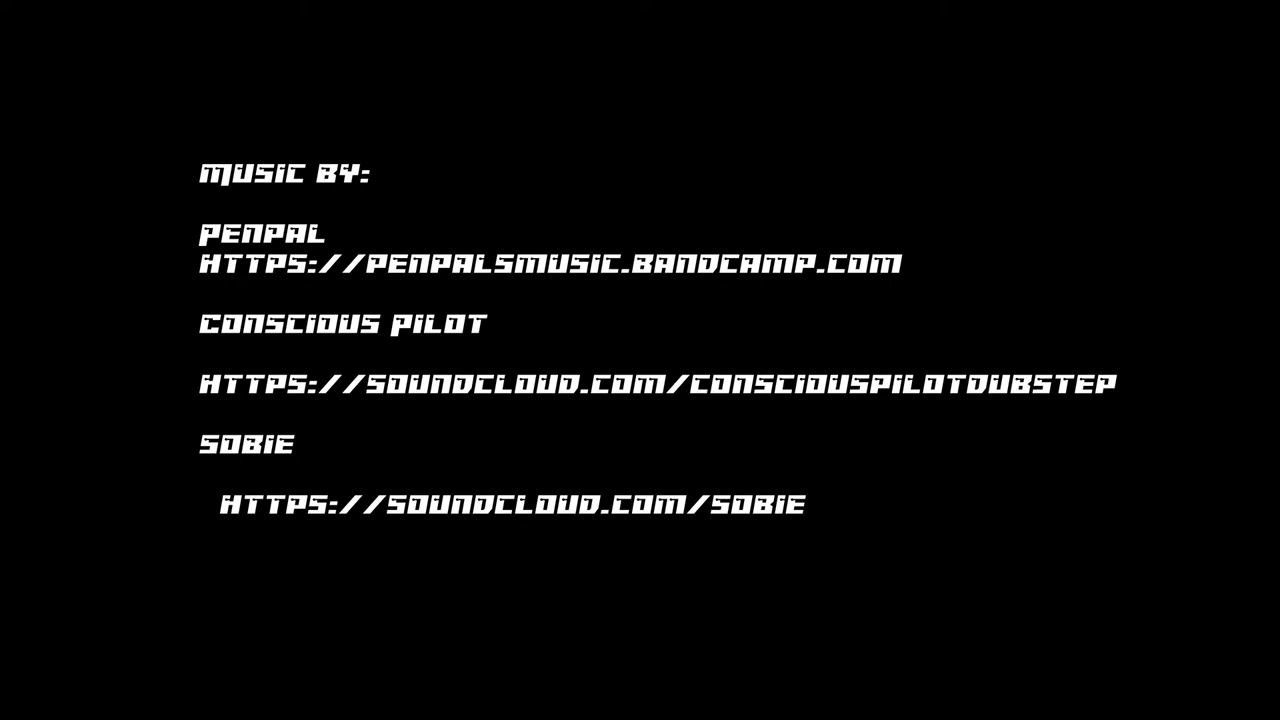 MUSIC BY:
PENPAL
HTTPS://PENPALSMUSIC.BANDCAMP.COM
CONSCIOUS PILOT
HTTPS://SOUNDCLOUD.COM/CONSCIOUSPILOTDUBSTEP
SOBIE
HTTPS://SOUNDCLOUD.COM/SOBIE